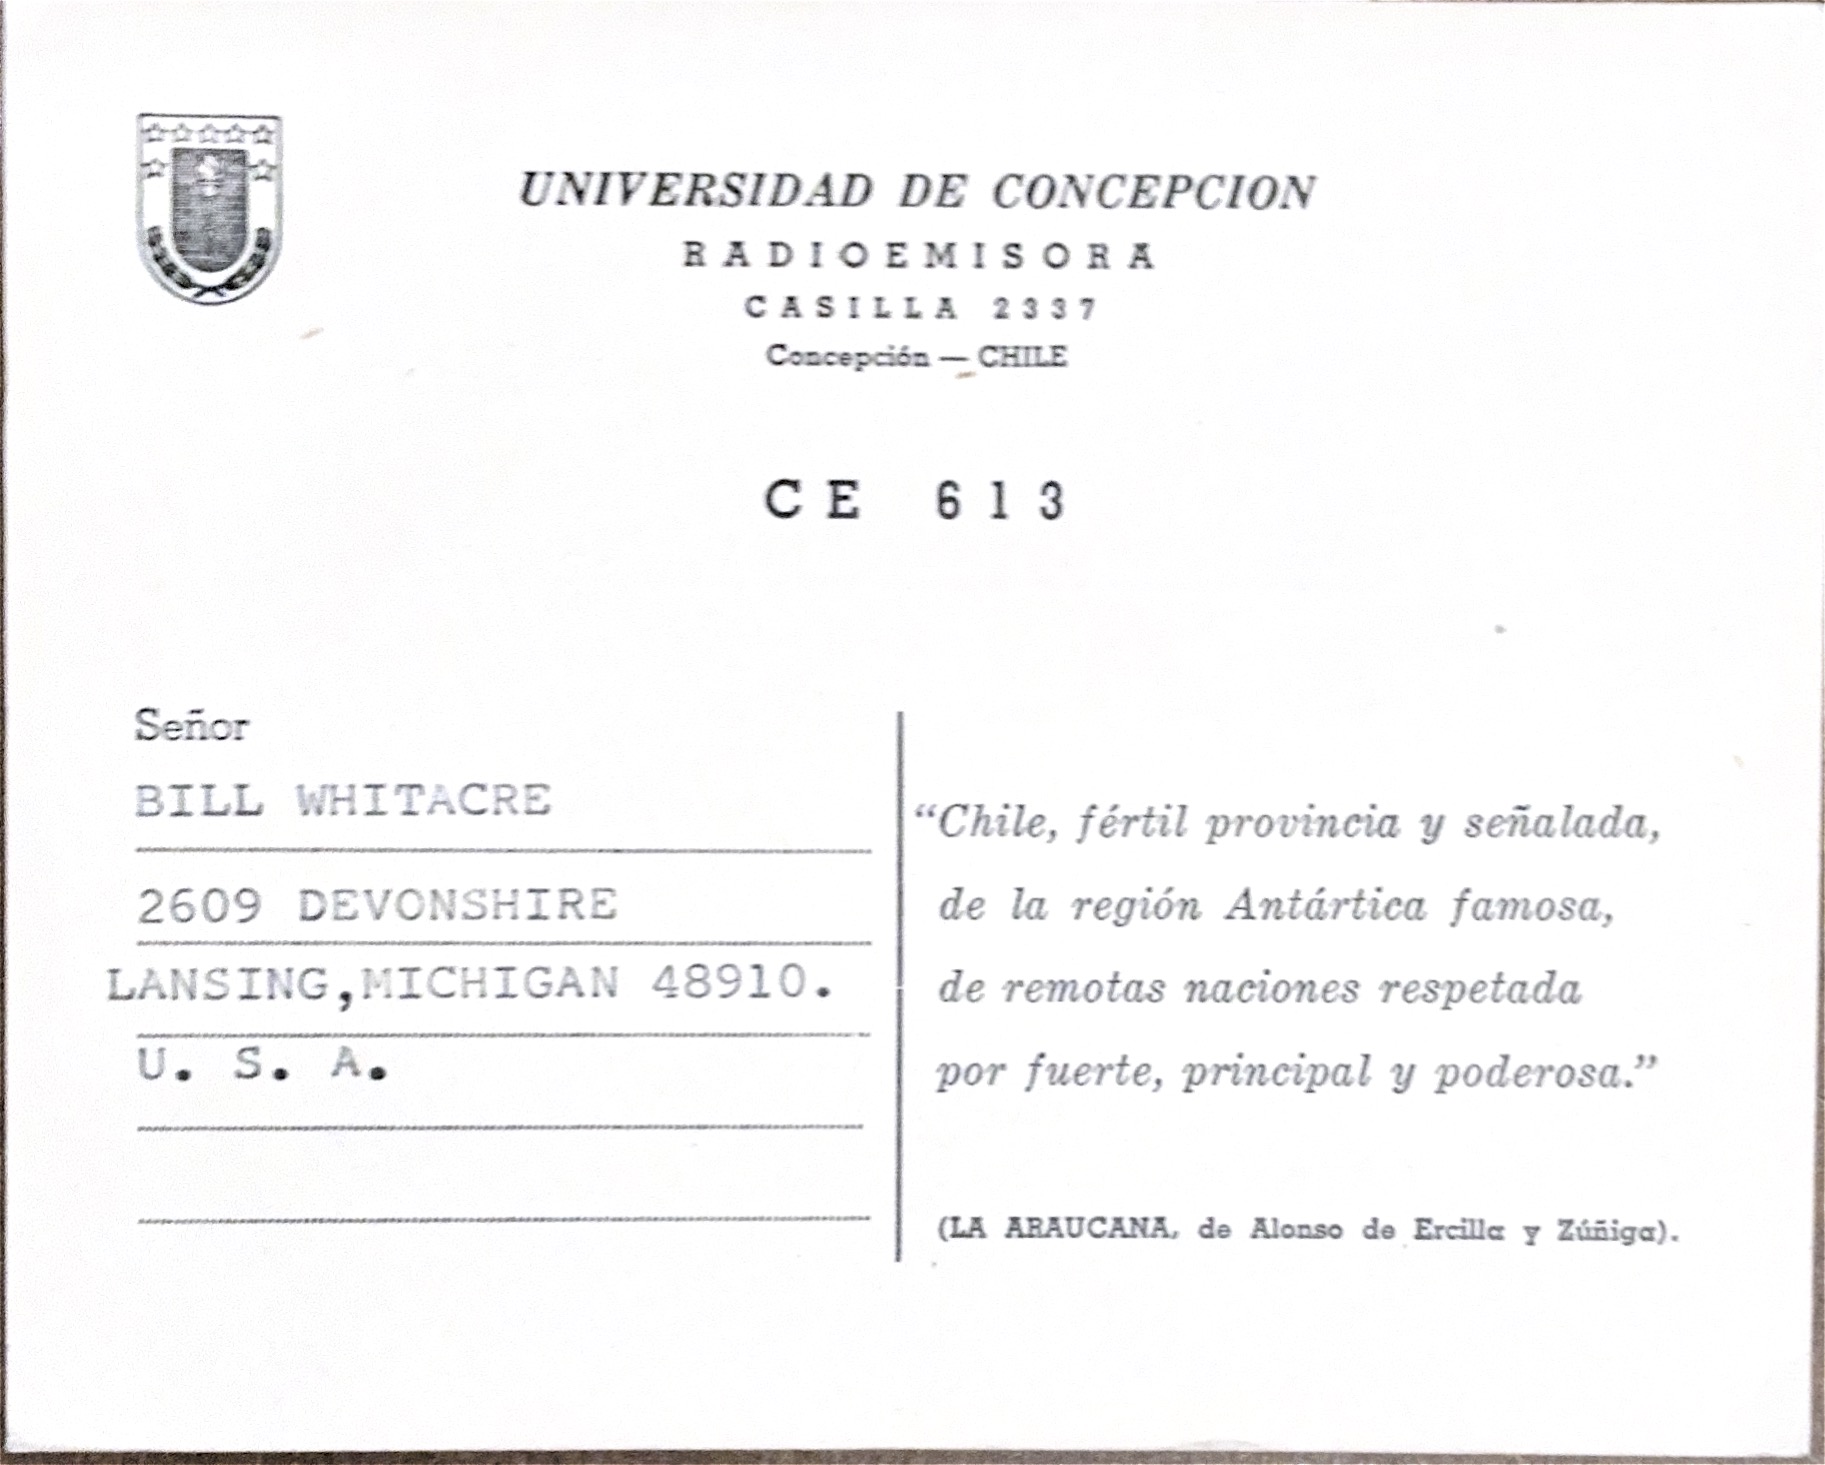 UNIVERSIDAD DE CONCEPCION
RADIOEMISORA
CASILLA 2337
Concepción — CHILE
CE 613
Señor
BILL WHITACRE
2609 DEVONSHIRE
LANSING,MICHIGAN 48910.
U. S. A.
“Chile, fértil provincia y señalada,
de la región Antártica famosa,
de remotas naciones respetada
por fuerte, principal y poderosa.”
(LA ARAUCANA, de Alonso de Ercilla y Zúñiga).